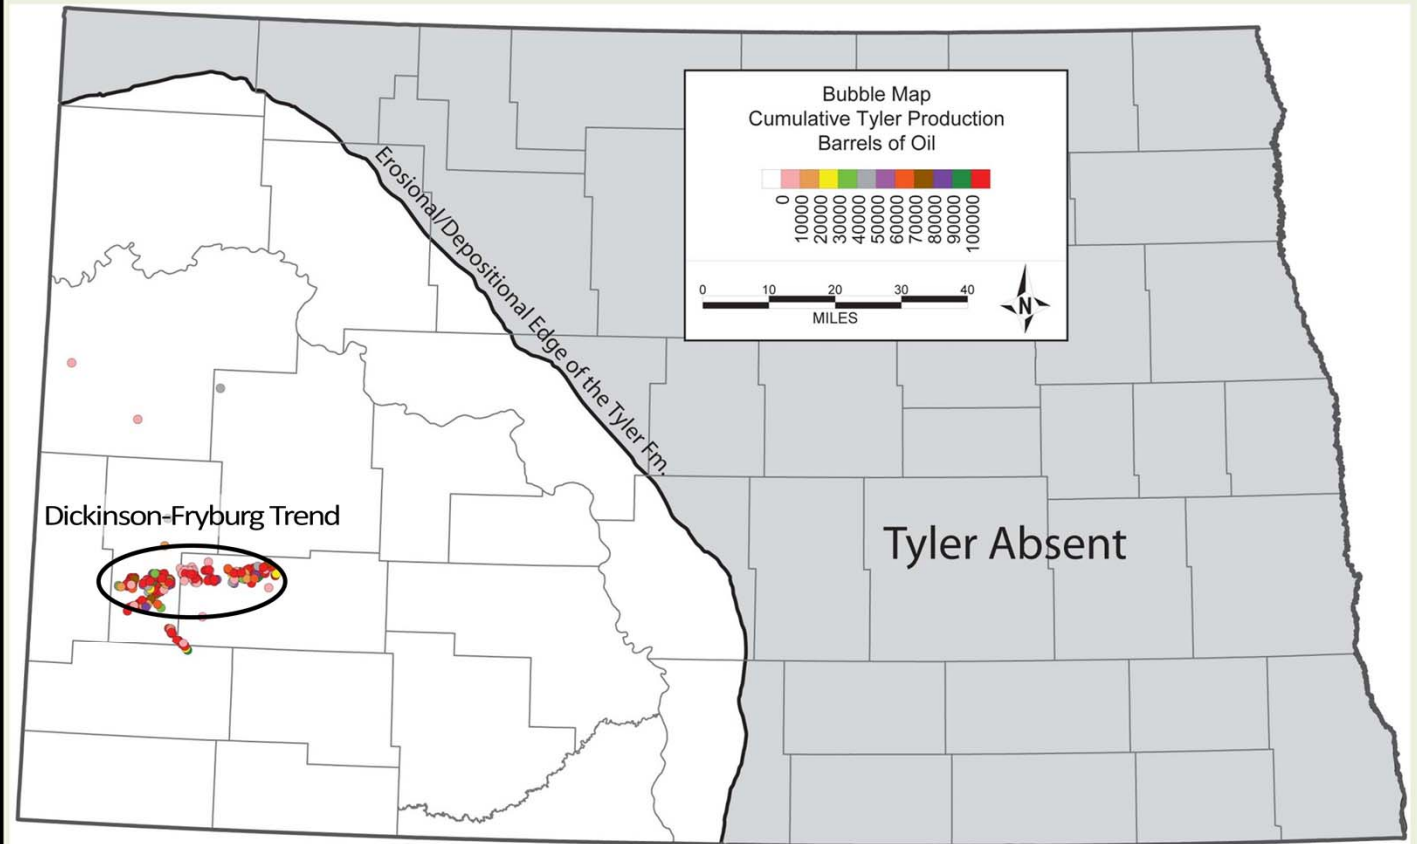 Bubble Map
Cumulative Tyler Production
Barrels of Oil
0
10000
20000
30000
40000
50000
60000
70000
80000
90000
100000
0 10 20 30 40
MILES
N
Erosional/Depositional Edge of the Tyler Fm.
Dickinson-Fryburg Trend
Tyler Absent